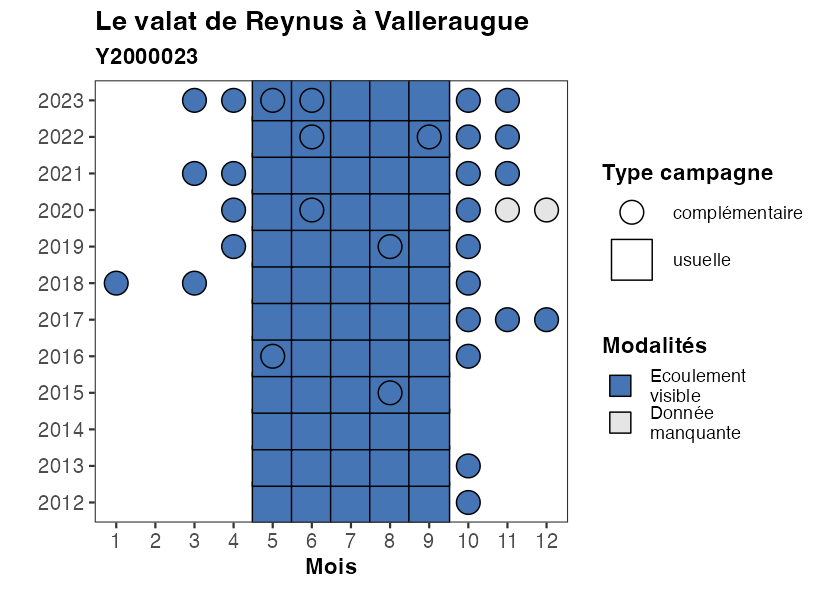 Le valat de Reynus à Valleraugue
Y2000023
2023
2022
2021
2020
2019
2018
2017
2016
2015
2014
2013
2012
1 2 3 4 5 6 7 8 9 10 11 12
Mois
Type campagne
complémentaire
usuelle
Modalités
Ecoulement
visible
Donnée
manquante